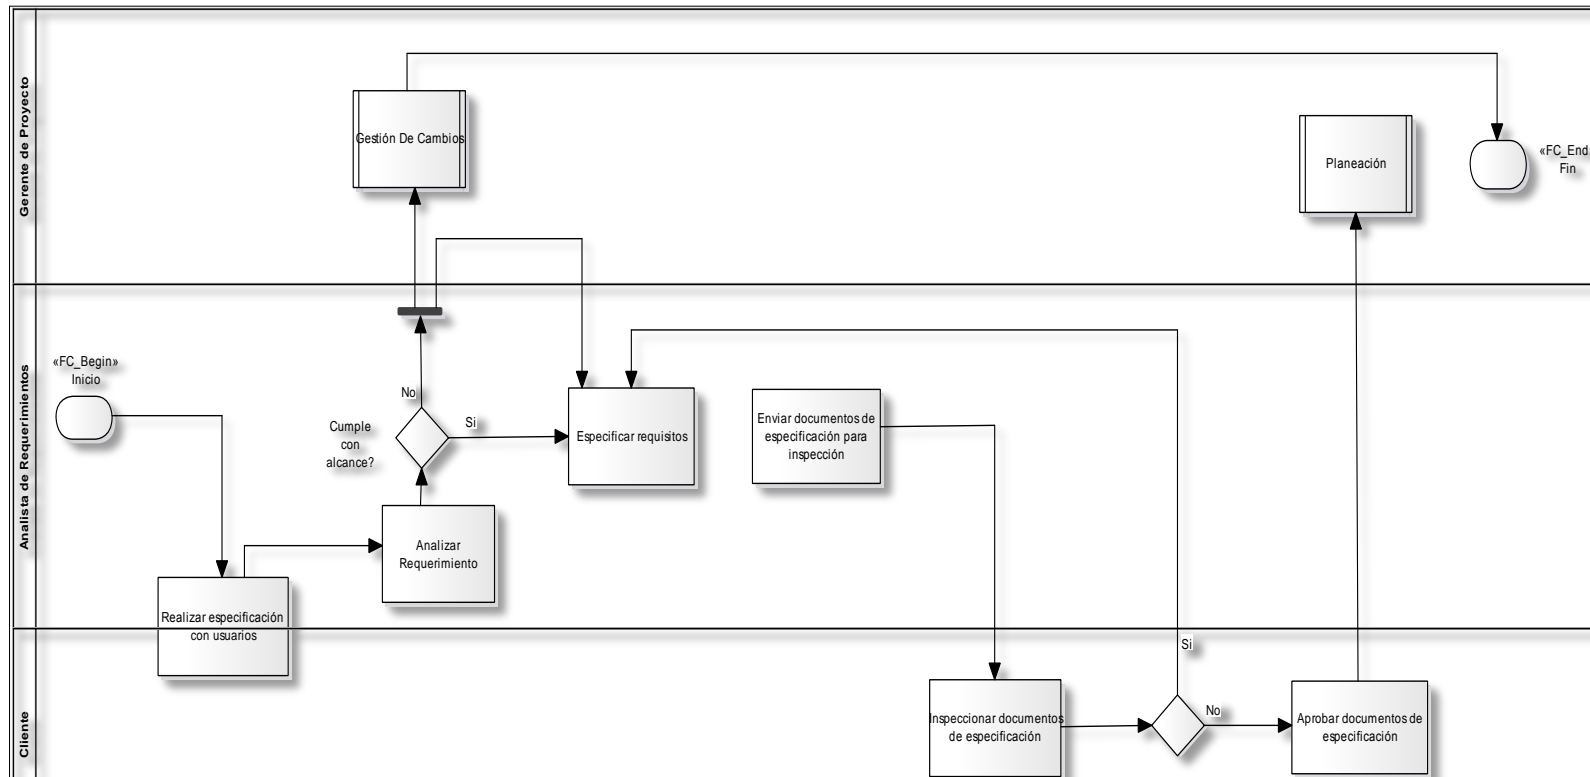 Gerente de Proyecto
Gestión De Cambios
Planeación
«FC_End
Fin
Analista de Requerimientos
«FC_Begin»
Inicio
No
Cumple
con
alcance?
Si
Especificar requisitos
Enviar documentos de
especificación para
inspección
Analizar
Requerimiento
Realizar especificación
con usuarios
Cliente
Inspeccionar documentos
de especificación
Si
No
Aprobar documentos de
especificación